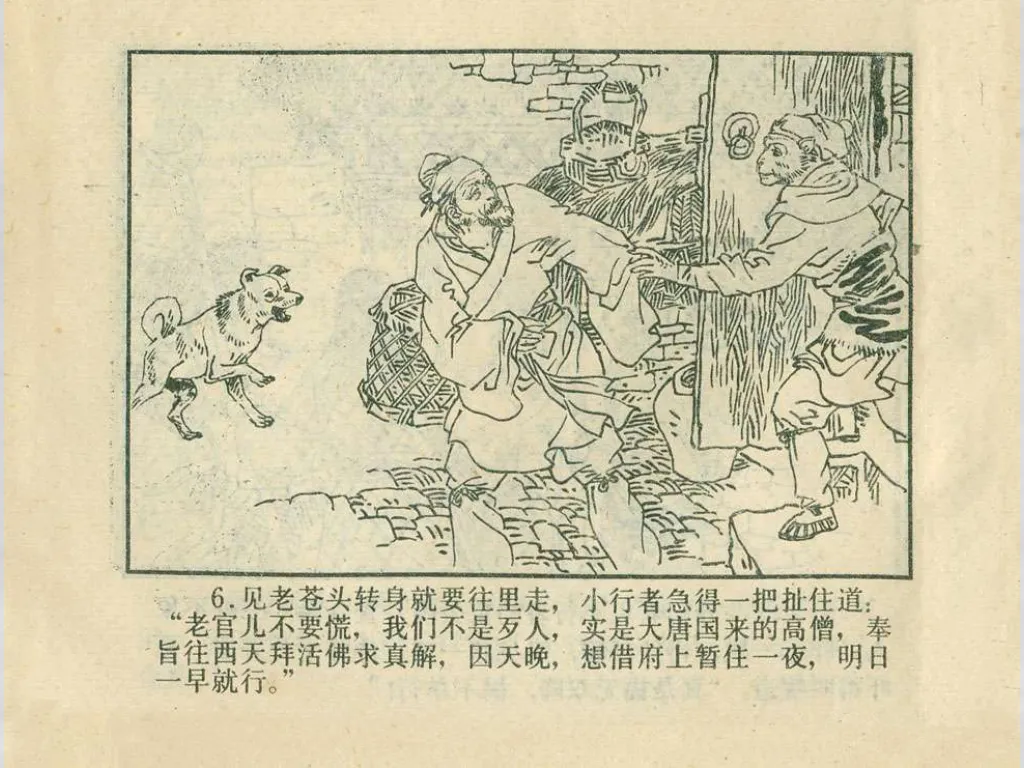 6.见老苍头转身就要往里走，小行者急得一把扯住道：
“老官儿不要慌，我们不是歹人，实是大唐国来的高僧，奉
旨往西天拜活佛求真解，因天晚，想借府上暂住一夜，明日
一早就行。”